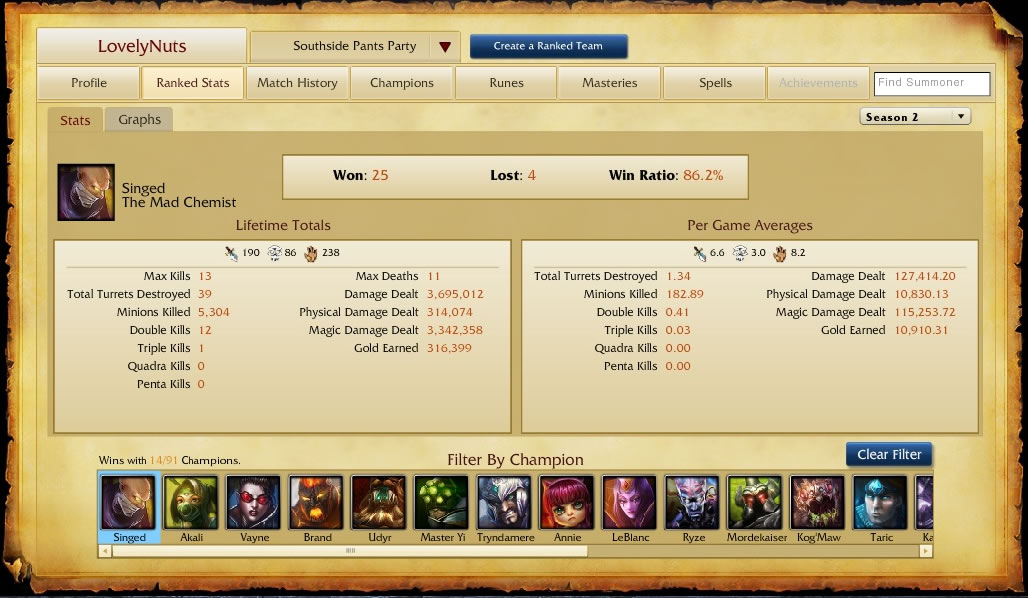 LovelyNuts
Southside Pants Party
Create a Ranked Team
Profile
Ranked Stats
Match History
Champions
Runes
Masteries
Spells
Achievements
Find Summoner
Stats
Graphs
Season 2
Singed
The Mad Chemist
Won: 25 Lost: 4 Win Ratio: 86.2%
Lifetime Totals
190 86 238
Max Kills 13
Total Turrets Destroyed 39
Minions Killed 5,304
Double Kills 12
Triple Kills 1
Quadra Kills 0
Penta Kills 0
Max Deaths 11
Damage Dealt 3,695,012
Physical Damage Dealt 314,074
Magic Damage Dealt 3,342,358
Gold Earned 316,399
Per Game Averages
6.6 3.0 8.2
Total Turrets Destroyed 1.34
Minions Killed 182.89
Double Kills 0.41
Triple Kills 0.03
Quadra Kills 0.00
Penta Kills 0.00
Damage Dealt 127,414.20
Physical Damage Dealt 10,830.13
Magic Damage Dealt 115,253.72
Gold Earned 10,910.31
Wins with 14/91 Champions.
Filter By Champion
Clear Filter
Singed
Akali
Vayne
Brand
Udyr
Master Yi
Tryndamere
Annie
LeBlanc
Ryze
Mordekaiser
Kog'Maw
Taric
Ka